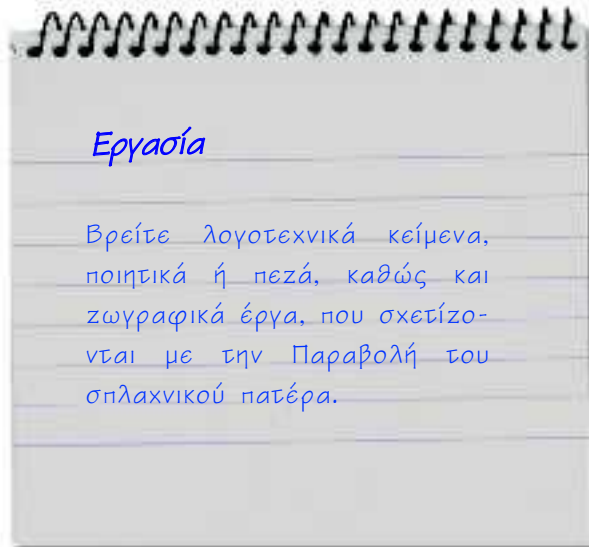 Εργασία
Βρείτε λογοτεχνικά κείμενα,
ποιητικά ή πεζά, καθώς και
ζωγραφικά έργα, που σχετίζο-
νται με την Παραβολή του
σπλαχνικού πατέρα.